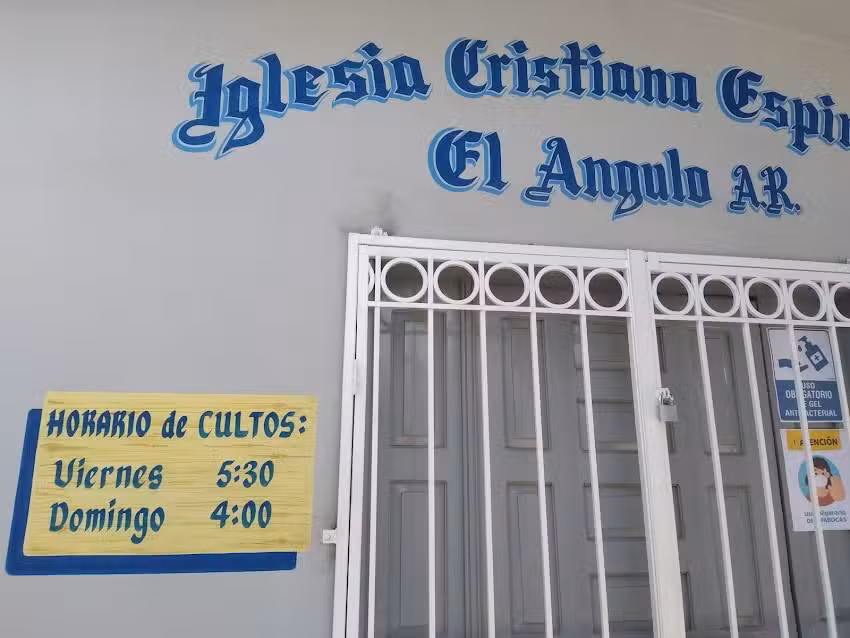 Iglesia Cristiana Espir
El Angulo A.R.
HORARIO de CULTOS:
Viernes 5:30
Domingo 4:00
USO
OBLIGATORIO
DE GEL
ANTIBACTERIAL
ATENCIÓN